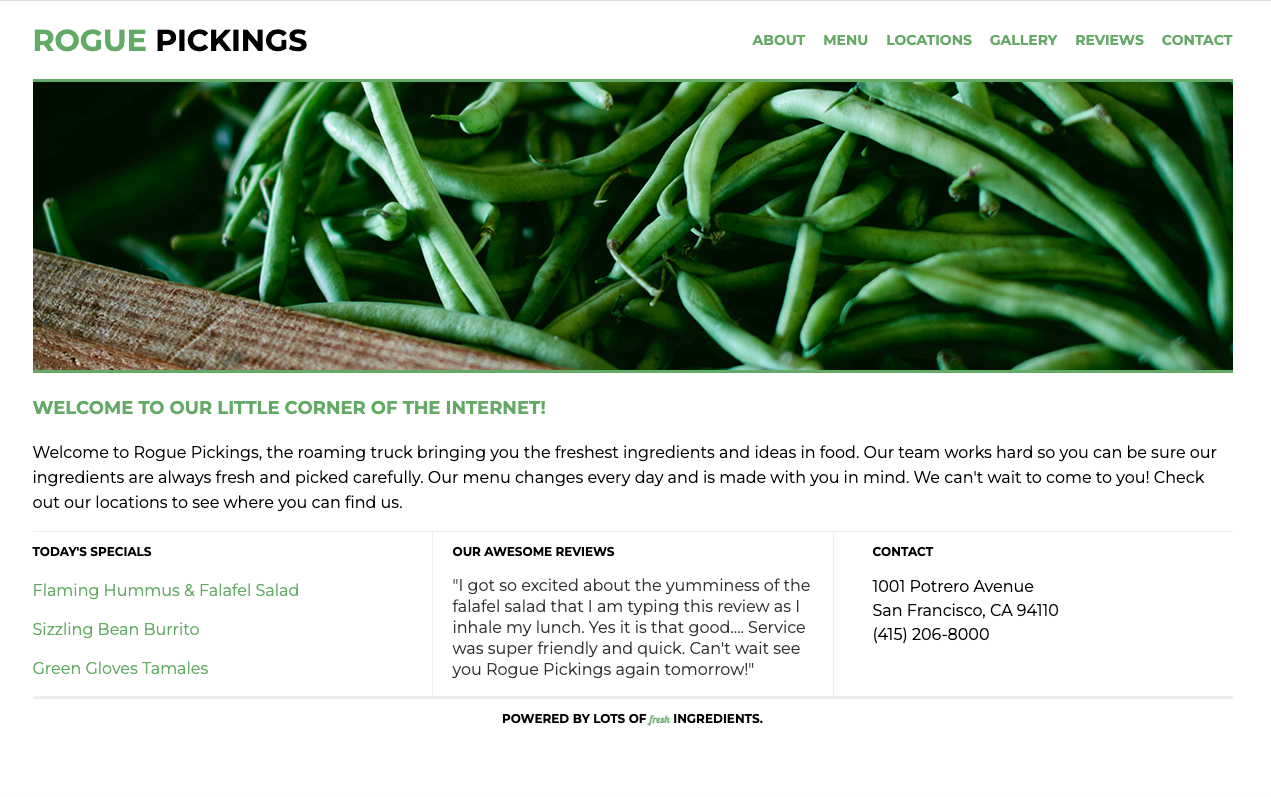 ROGUE PICKINGS
ABOUT MENU LOCATIONS GALLERY REVIEWS CONTACT
WELCOME TO OUR LITTLE CORNER OF THE INTERNET!
Welcome to Rogue Pickings, the roaming truck bringing you the freshest ingredients and ideas in food. Our team works hard so you can be sure our
ingredients are always fresh and picked carefully. Our menu changes every day and is made with you in mind. We can't wait to come to you! Check
out our locations to see where you can find us.
TODAY'S SPECIALS
Flaming Hummus & Falafel Salad
Sizzling Bean Burrito
Green Gloves Tamales
OUR AWESOME REVIEWS
"I got so excited about the yumminess of the
falafel salad that I am typing this review as I
inhale my lunch. Yes it is that good.... Service
was super friendly and quick. Can't wait see
you Rogue Pickings again tomorrow!"
CONTACT
1001 Potrero Avenue
San Francisco, CA 94110
(415) 206-8000
POWERED BY LOTS OF fresh INGREDIENTS.